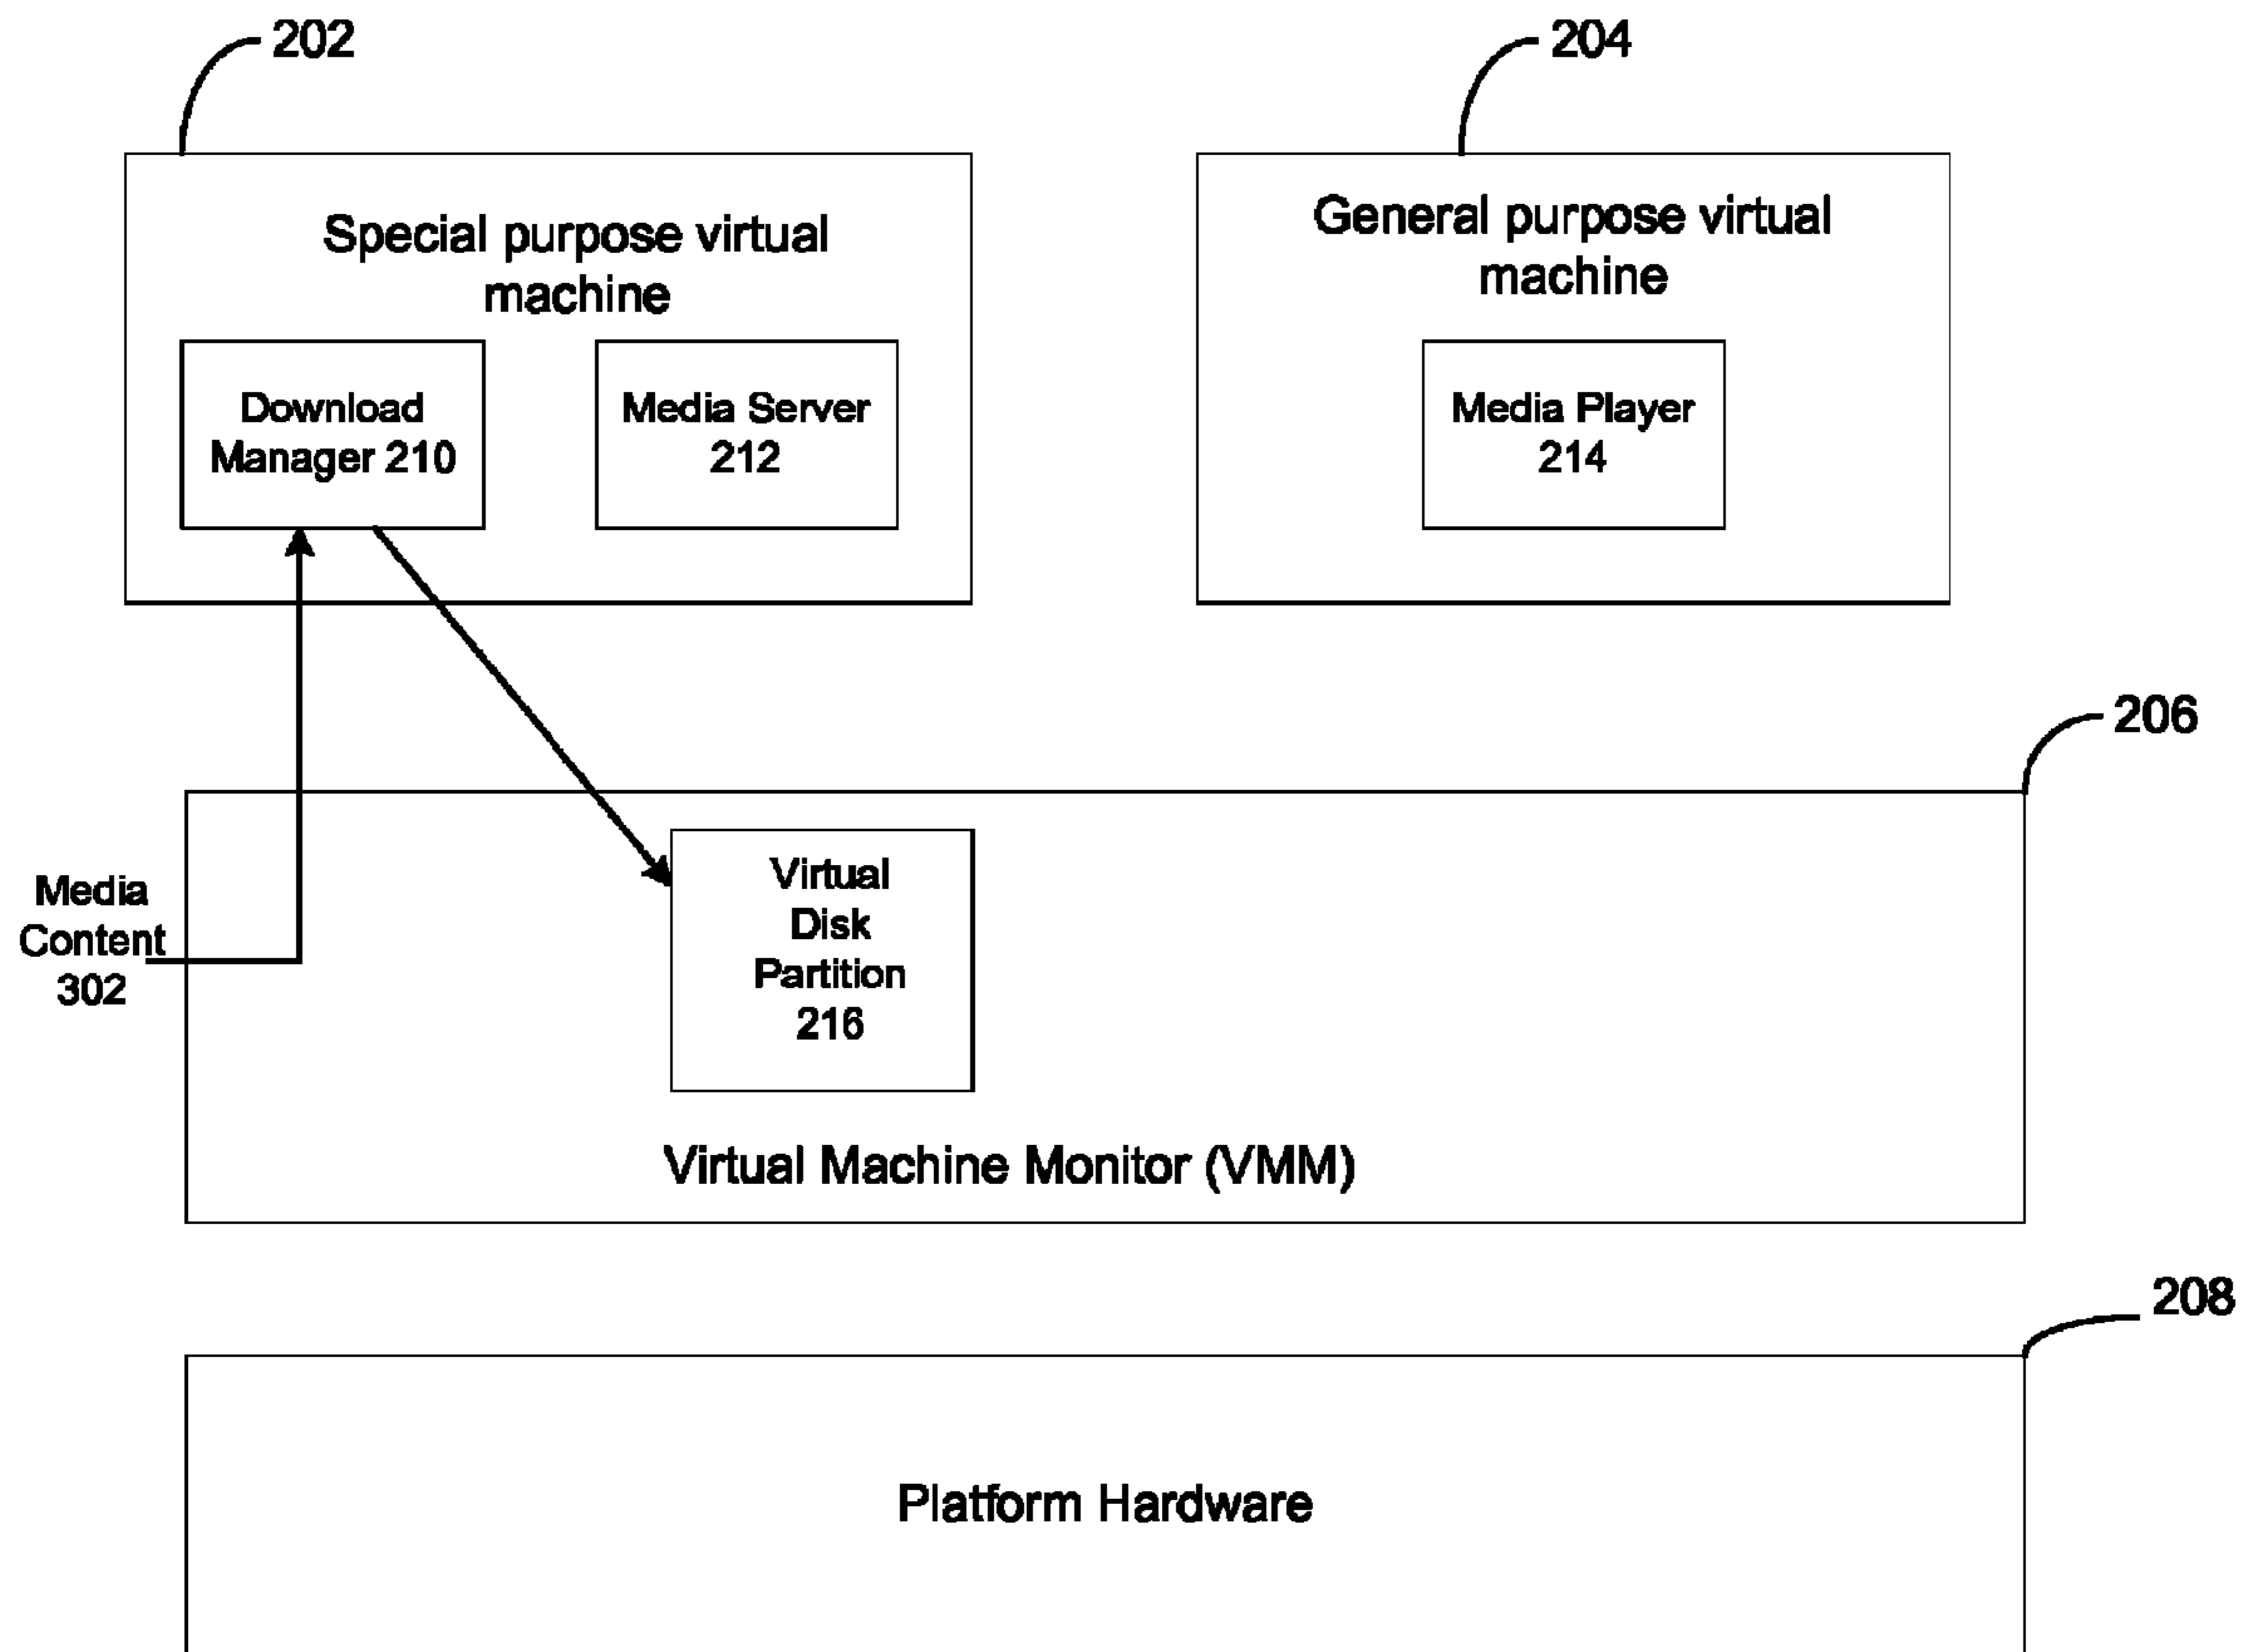 202
204
Special purpose virtual
machine
General purpose virtual
machine
Download
Manager 210
Media Server
212
Media Player
214
206
Media
Content
302
Virtual
Disk
Partition
216
Virtual Machine Monitor (VMM)
208
Platform Hardware